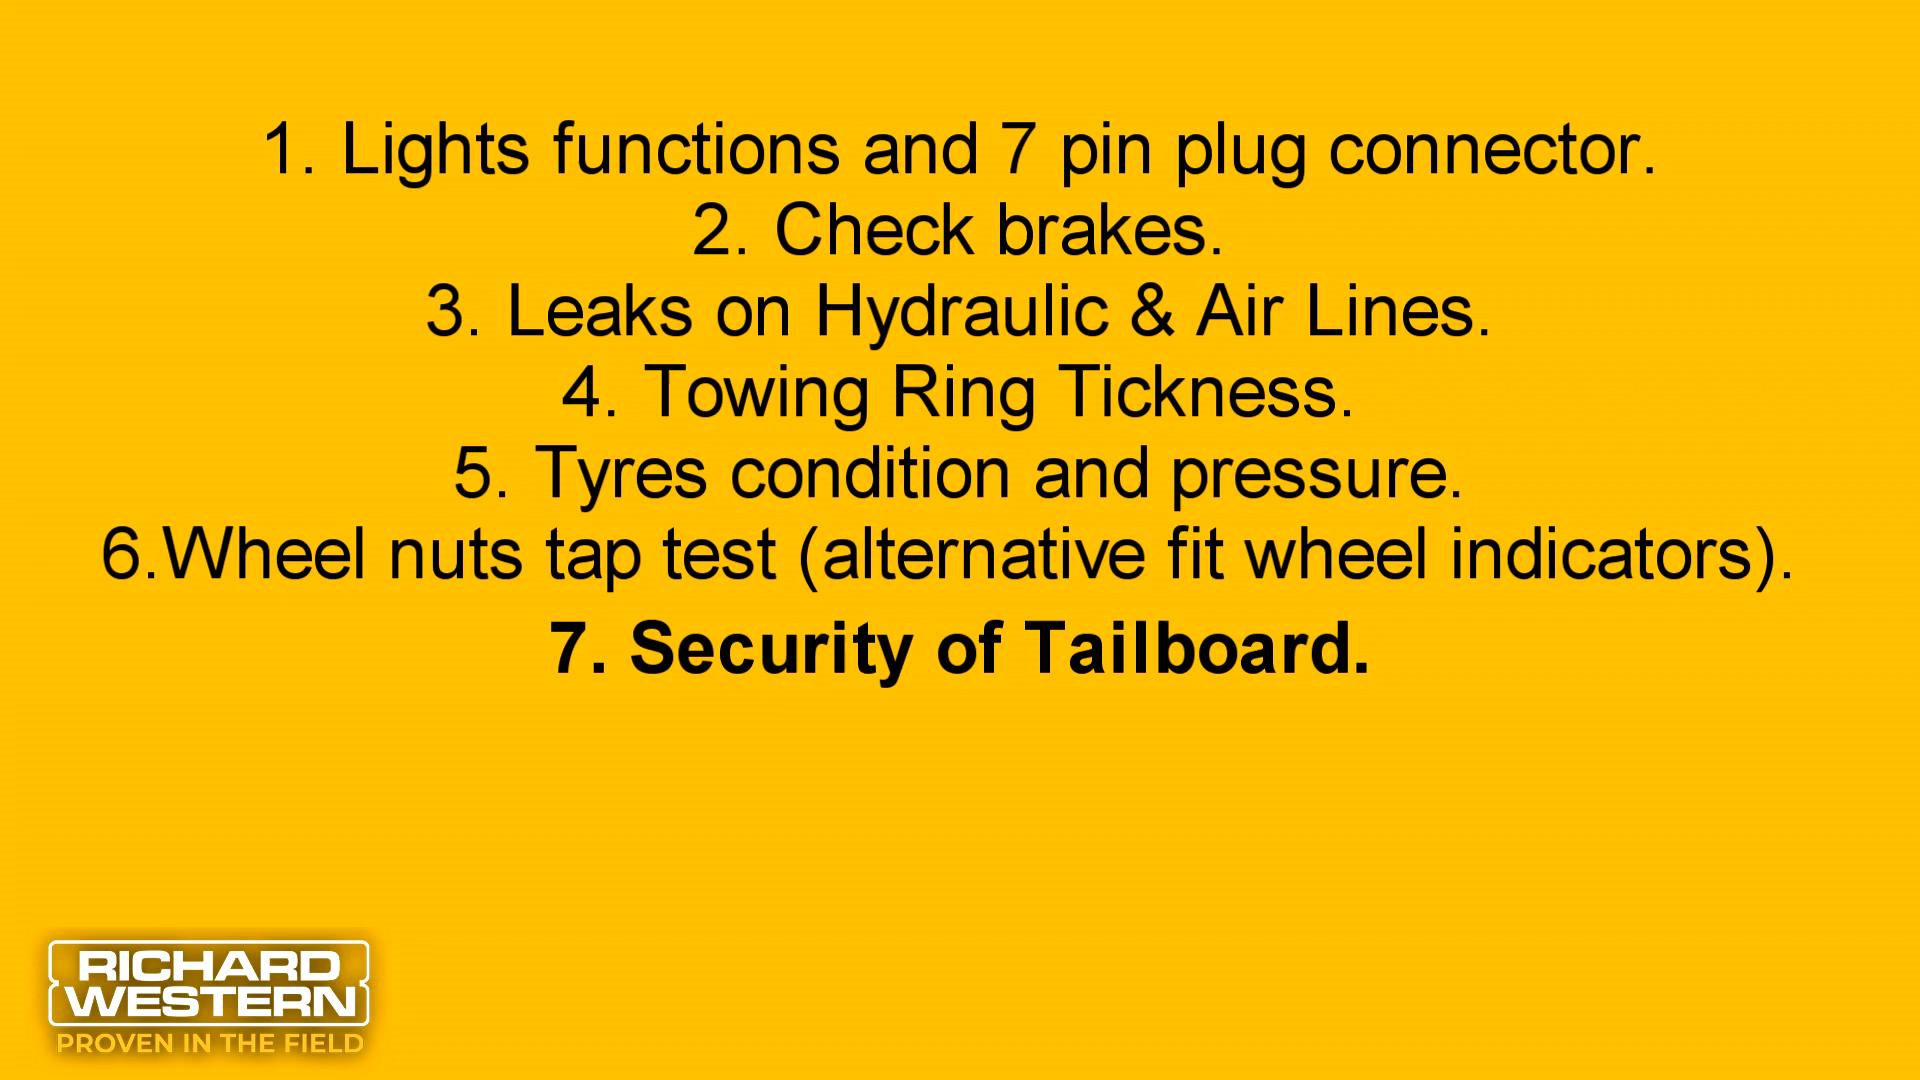 1. Lights functions and 7 pin plug connector.
2. Check brakes.
3. Leaks on Hydraulic & Air Lines.
4. Towing Ring Tickness.
5. Tyres condition and pressure.
6.Wheel nuts tap test (alternative fit wheel indicators).
7. Security of Tailboard.
RICHARD
WESTERN
PROVEN IN THE FIELD